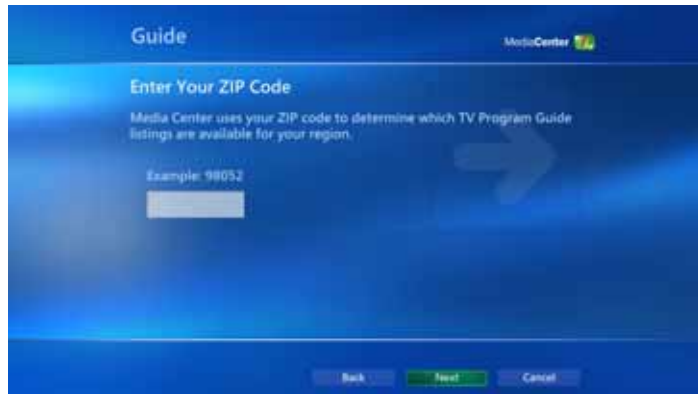 Guide
MediaCenter
Enter Your ZIP Code
Media Center uses your ZIP code to determine which TV Program Guide
listings are available for your region.
Example: 98052
Back
Next
Cancel